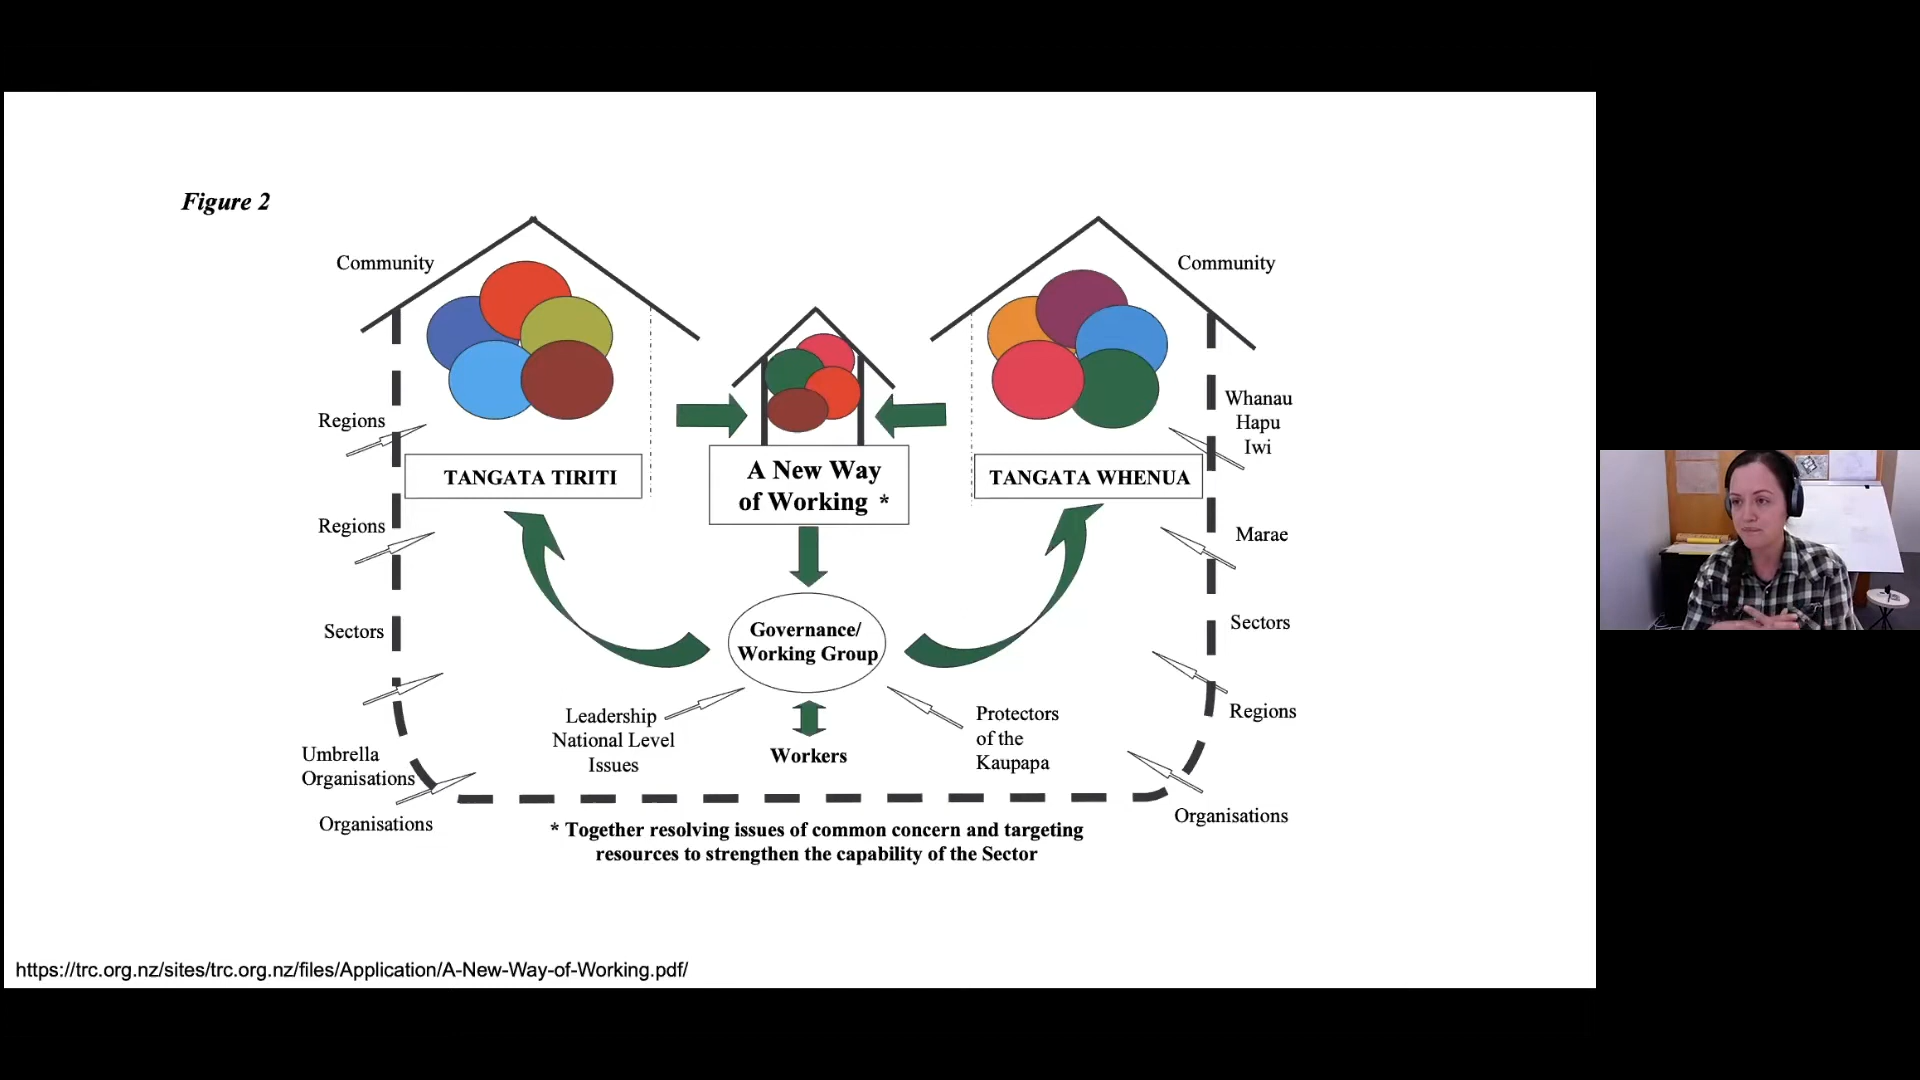 Figure 2
Community
Community
Regions
Whanau
Hapu
Iwi
TANGATA TIRITI
A New Way
of Working *
TANGATA WHENUA
Regions
Marae
Sectors
Governance/
Working Group
Sectors
Leadership
National Level
Issues
Workers
Protectors
of the
Kaupapa
Regions
Umbrella
Organisations
Organisations
Organisations
* Together resolving issues of common concern and targeting
resources to strengthen the capability of the Sector
https://trc.org.nz/sites/trc.org.nz/files/Application/A-New-Way-of-Working.pdf/